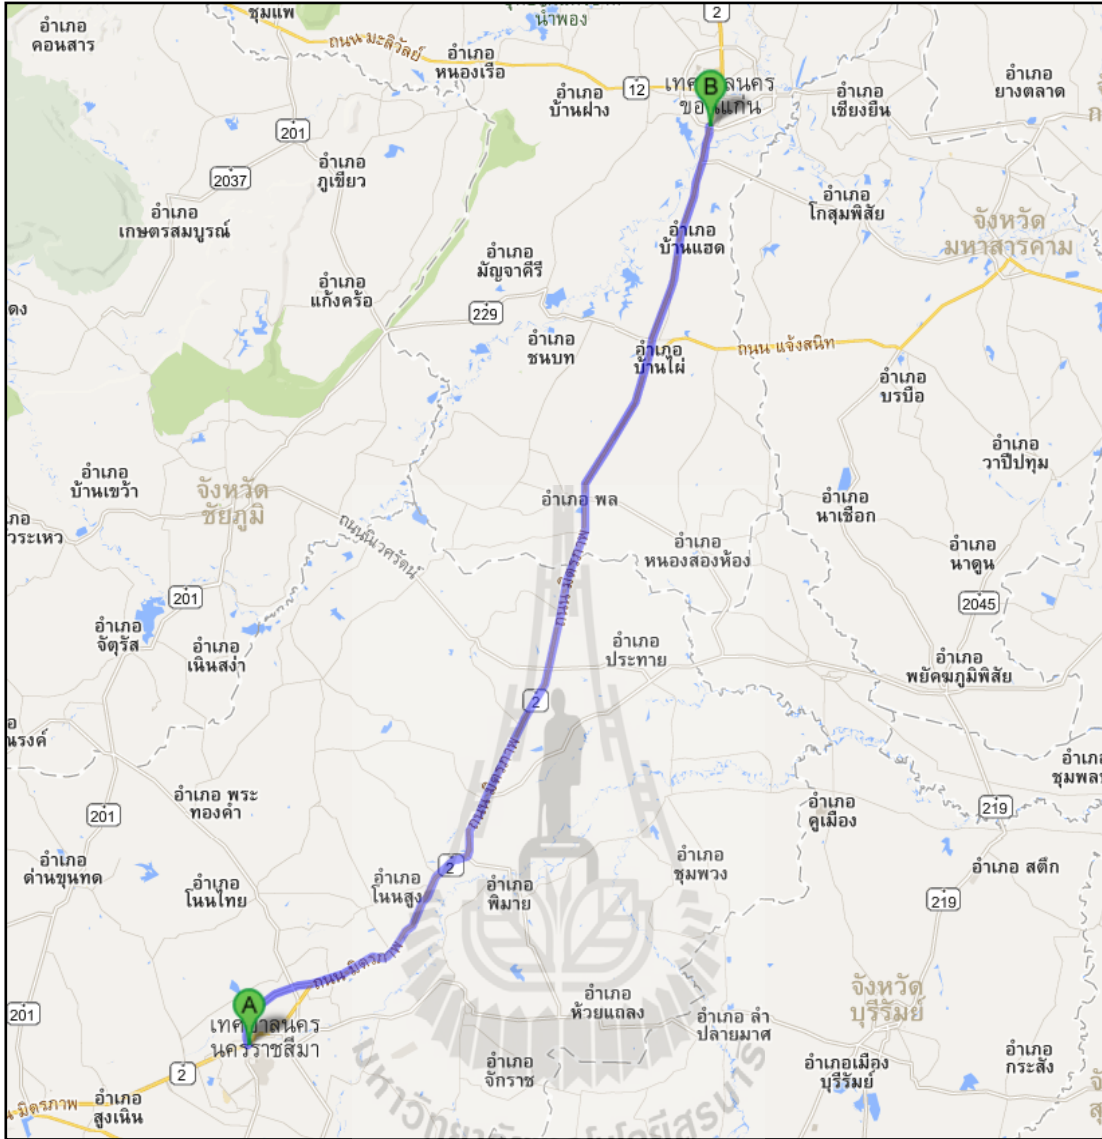 อำเภอ
คอนสาร
ชุมแพ
ถนน มะลิวัลย์
อำเภอ
หนองเรือ
น้ำพอง
2
อำเภอ
บ้านฝาง
12
เทศบาลนคร
ขอนแก่น
B
อำเภอ
เชียงยืน
อำเภอ
ยางตลาด
201
2037
อำเภอ
ภูเขียว
อำเภอ
เกษตรสมบูรณ์
อำเภอ
โกสุมพิสัย
จังหวัด
มหาสารคาม
อำเภอ
บ้านแฮด
อำเภอ
มัญจาคีรี
อำเภอ
แก้งคร้อ
229
อำเภอ
ชนบท
อำเภอ
บ้านไผ่
ถนน แจ้งสนิท
อำเภอ
บรบือ
อำเภอ
วาปีปทุม
อำเภอ
บ้านเขว้า
จังหวัด
ชัยภูมิ
อำเภอ พล
อำเภอ
นาเชือก
ถนนนิเวศรัตน์
ถนน มิตรภาพ
อำเภอ
หนองสองห้อง
อำเภอ
นาดูน
201
2045
อำเภอ
จัตุรัส
อำเภอ
เนินสง่า
อำเภอ
ประทาย
อำเภอ
พยัคฆภูมิพิสัย
2
ถนน มิตรภาพ
อำเภอ พระ
ทองคำ
201
อำเภอ
คูเมือง
219
อำเภอ
ด่านขุนทด
อำเภอ
โนนไทย
อำเภอ
โนนสูง
2
อำเภอ
พิมาย
อำเภอ
ชุมพวง
อำเภอ สตึก
219
ถนน มิตรภาพ
201
A
เทศบาลนคร
นครราชสีมา
อำเภอ
ห้วยแถลง
อำเภอ ลำ
ปลายมาศ
จังหวัด
บุรีรัมย์
2
อำเภอ
สูงเนิน
อำเภอ
จักราช
อำเภอเมือง
บุรีรัมย์
อำเภอ
กระสัง
มิตรภาพ